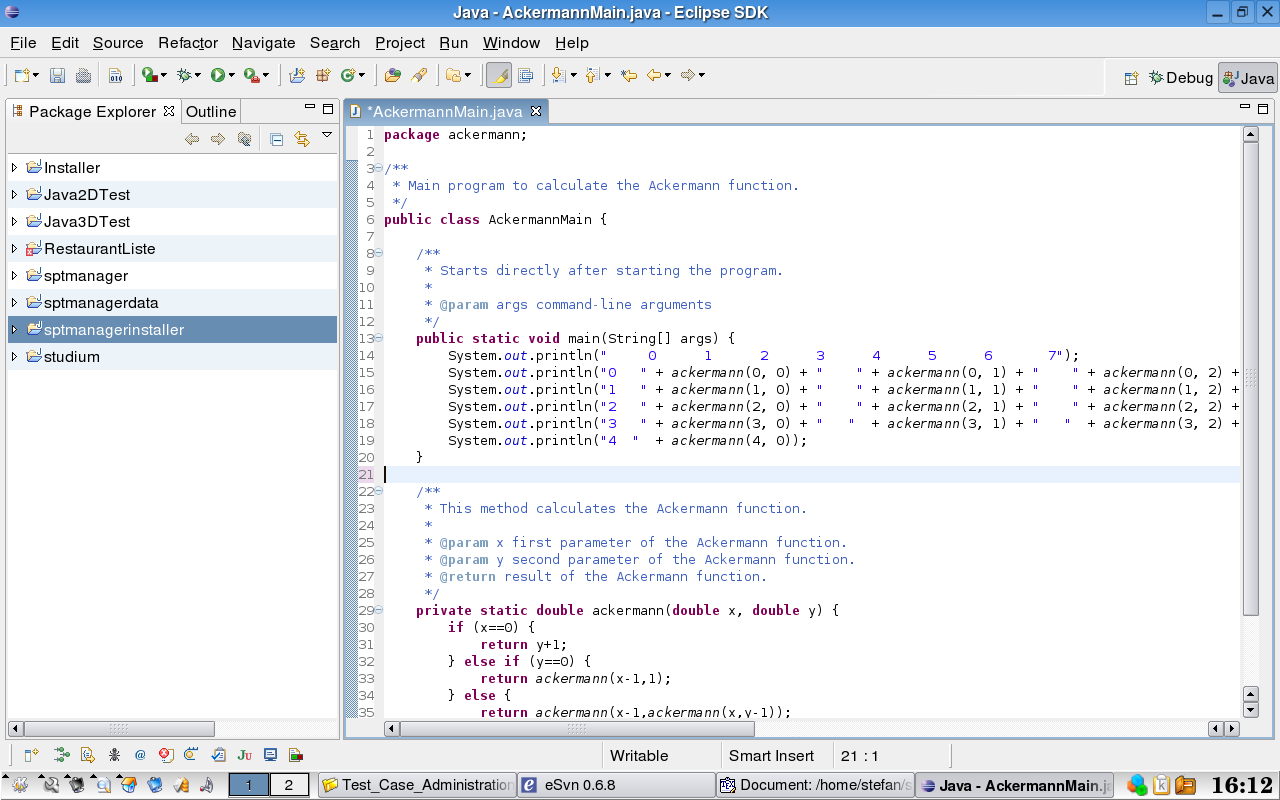 Java - AckermannMain.java - Eclipse SDK
File Edit Source Refactor Navigate Search Project Run Window Help
Debug Java
Package Explorer Outline
Installer
Java2DTest
Java3DTest
RestaurantListe
sptmanager
sptmanagerdata
sptmanagerinstaller
studium
*AckermannMain.java
1 package ackermann;
2
3 /**
4  * Main program to calculate the Ackermann function.
5  */
6 public class AckermannMain {
7
8     /**
9      * Starts directly after starting the program.
10      *
11      * @param args command-line arguments
12      */
13     public static void main(String[] args) {
14         System.out.println("     0      1      2      3      4      5      6       7");
15         System.out.println("0   " + ackermann(0, 0) + "    " + ackermann(0, 1) + "    " + ackermann(0, 2) +
16         System.out.println("1   " + ackermann(1, 0) + "    " + ackermann(1, 1) + "    " + ackermann(1, 2) +
17         System.out.println("2   " + ackermann(2, 0) + "    " + ackermann(2, 1) + "    " + ackermann(2, 2) +
18         System.out.println("3   " + ackermann(3, 0) + "   "  + ackermann(3, 1) + "   "  + ackermann(3, 2) +
19         System.out.println("4  "  + ackermann(4, 0));
20     }
21
22     /**
23      * This method calculates the Ackermann function.
24      *
25      * @param x first parameter of the Ackermann function.
26      * @param y second parameter of the Ackermann function.
27      * @return result of the Ackermann function.
28      */
29     private static double ackermann(double x, double y) {
30         if (x==0) {
31             return y+1;
32         } else if (y==0) {
33             return ackermann(x-1,1);
34         } else {
35             return ackermann(x-1,ackermann(x,y-1));
Writable Smart Insert 21 : 1
1 2 Test_Case_Administration eSvn 0.6.8 Document: /home/stefan/s Java - AckermannMain.ja 16:12